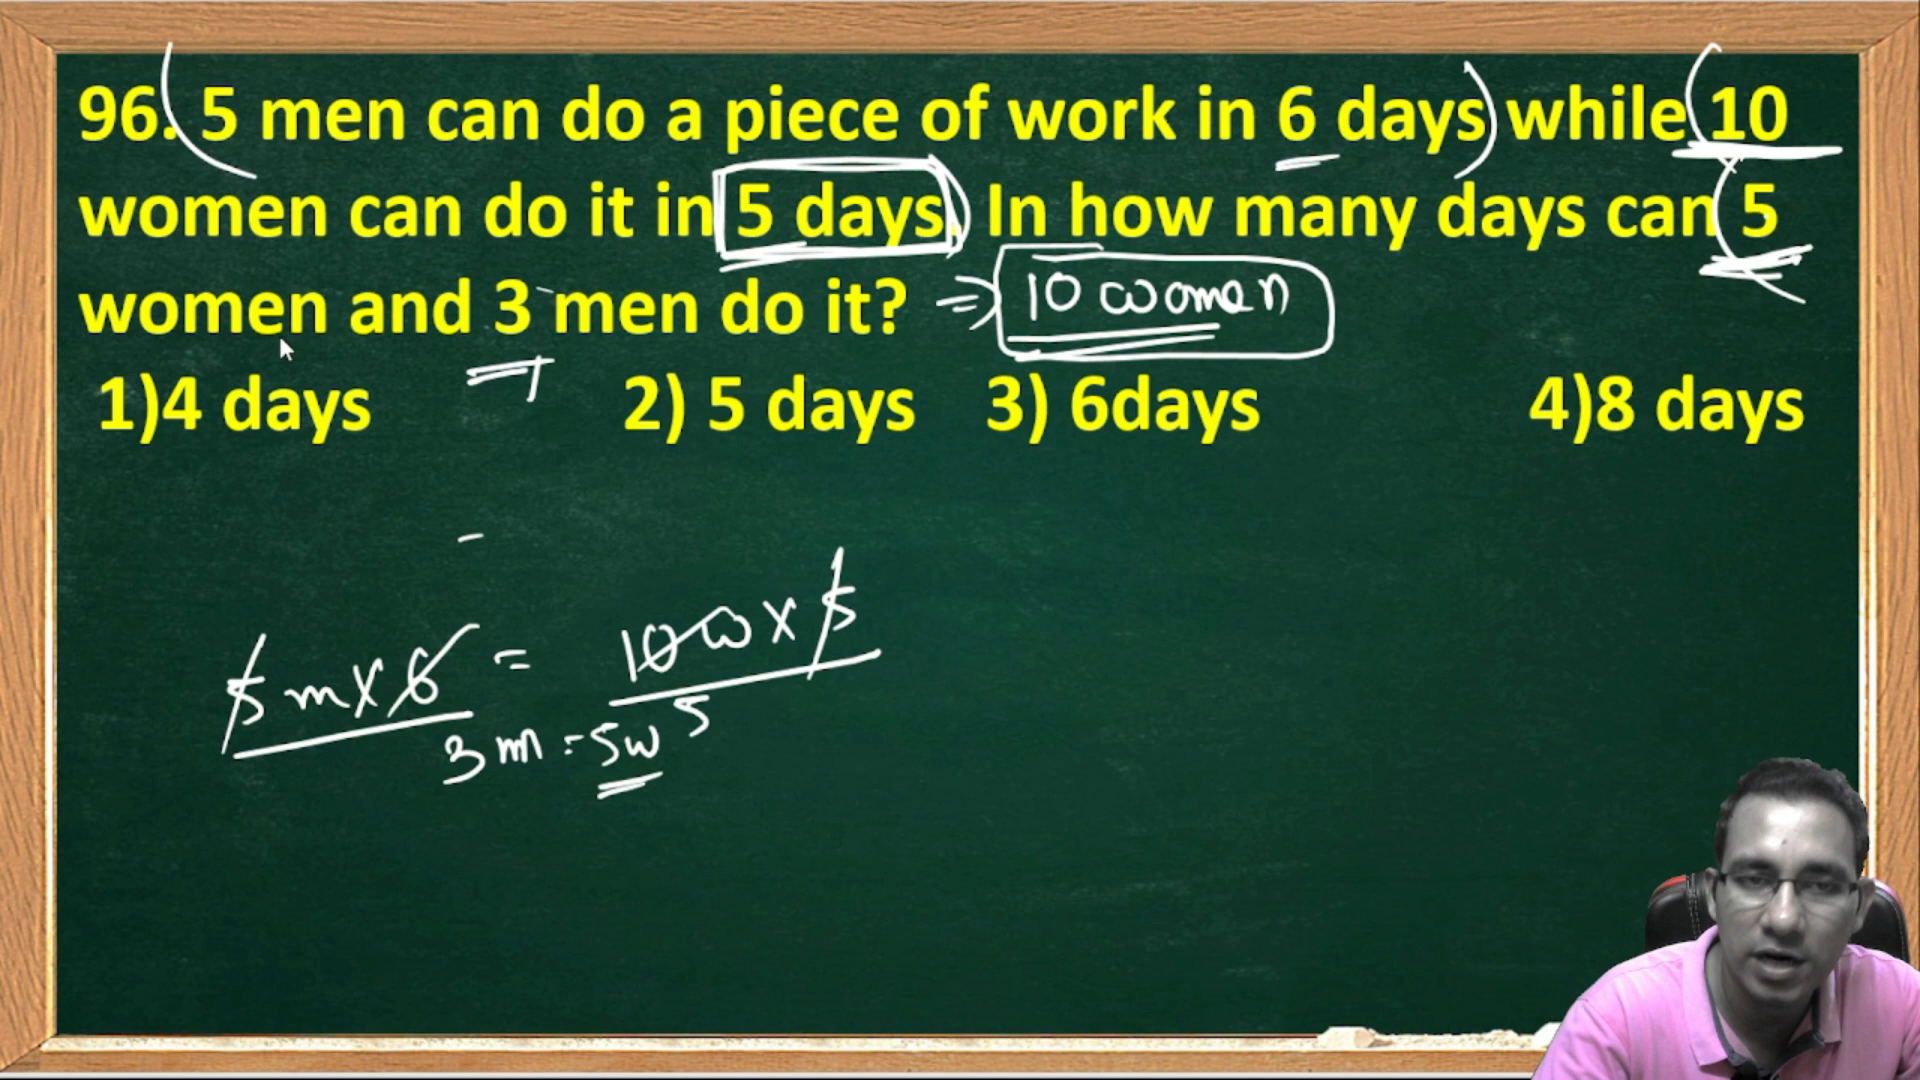 96. 5 men can do a piece of work in 6 days while 10
women can do it in 5 days. In how many days can 5
women and 3 men do it? ⇒ 10 women
1)4 days 2) 5 days 3) 6days 4)8 days
5m×6 = 10w×5
3m = 5w 5